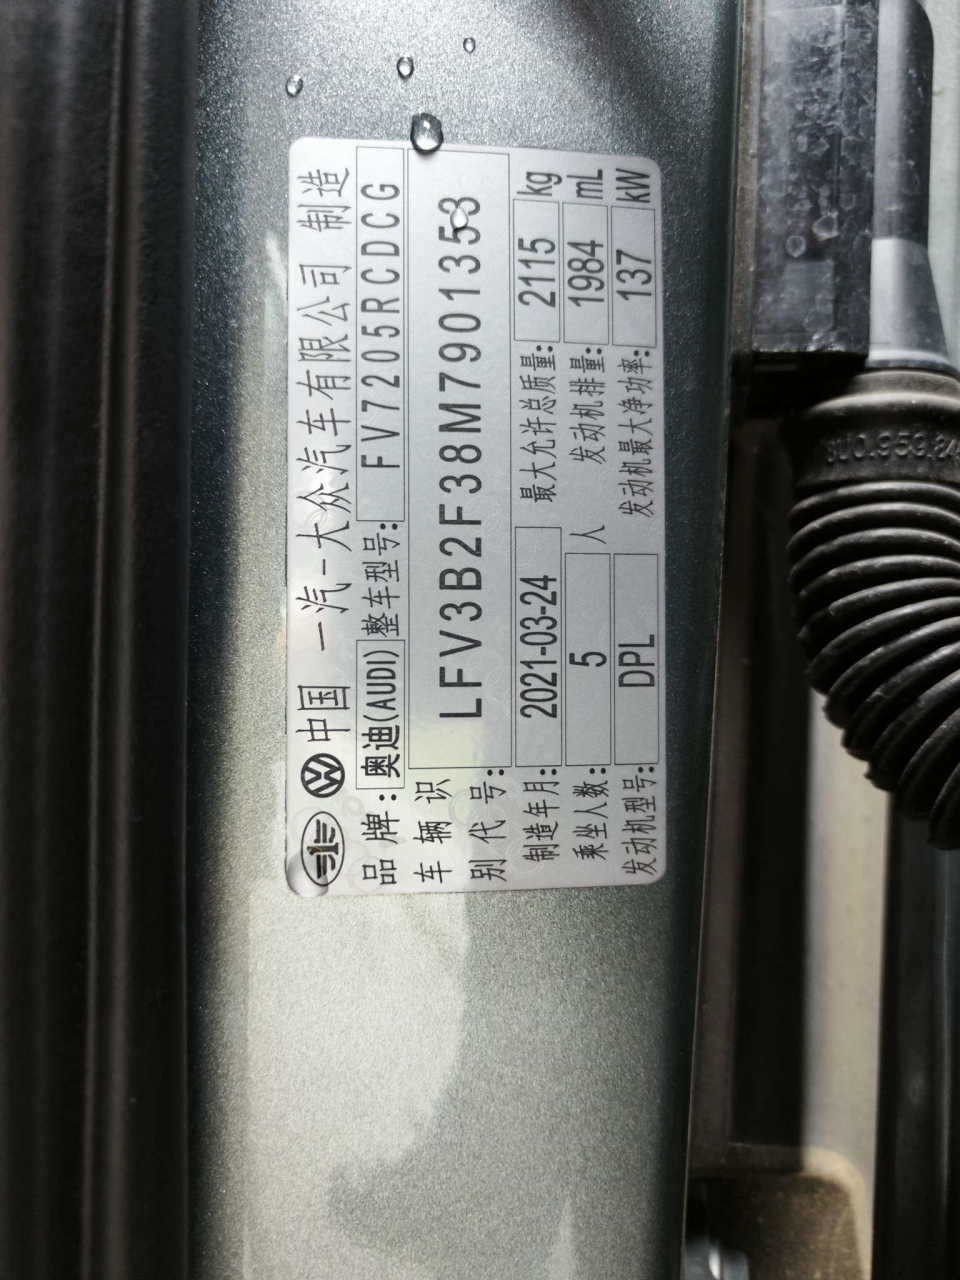 中国 一汽-大众汽车有限公司 制造
品牌:奥迪(AUDI) 整车型号:FV7205RCDCG
车辆识别代号:LFV3B2F38M7901353
制造年月:2021-03-24 最大允许总质量:2115 kg
乘坐人数:5 人 发动机排量:1984 mL
发动机型号:DPL 发动机最大净功率:137 kW